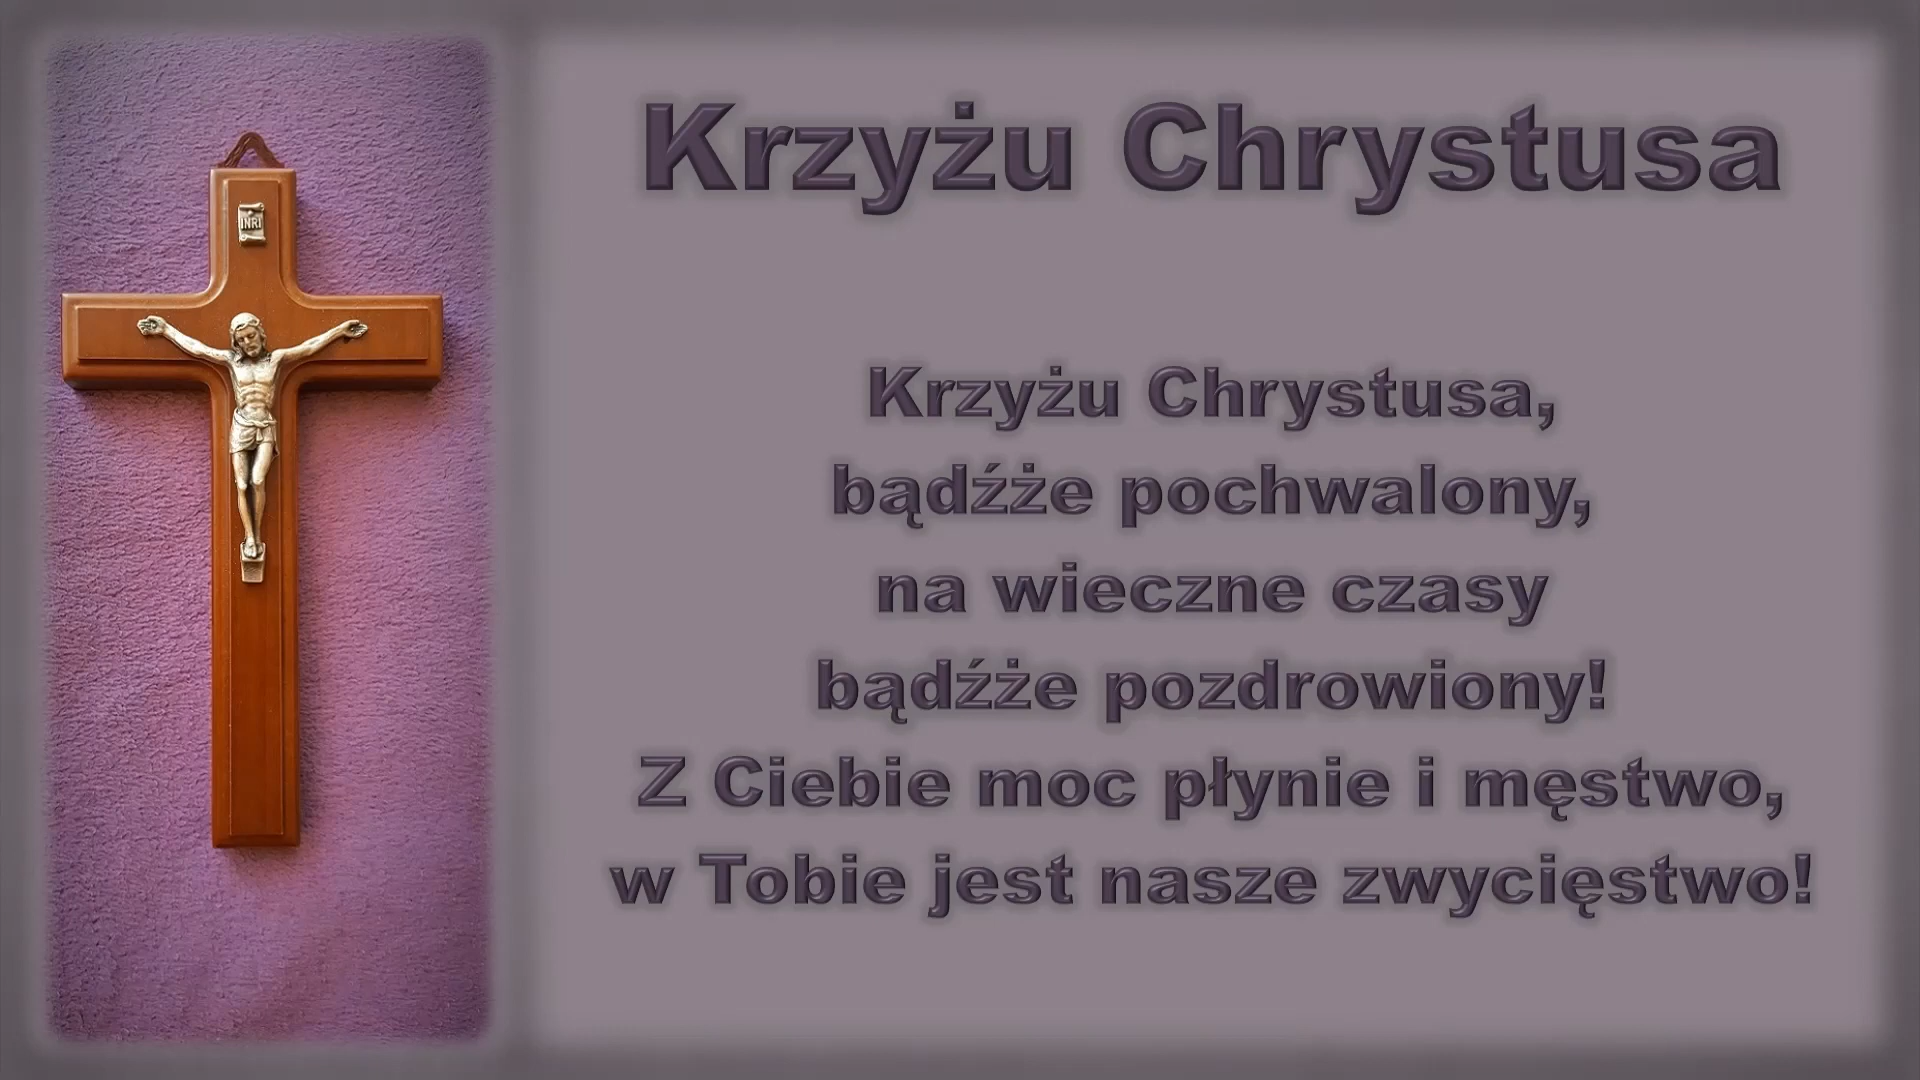 INRI
Krzyżu Chrystusa
Krzyżu Chrystusa,
bądźże pochwalony,
na wieczne czasy
bądźże pozdrowiony!
Z Ciebie moc płynie i męstwo,
w Tobie jest nasze zwycięstwo!